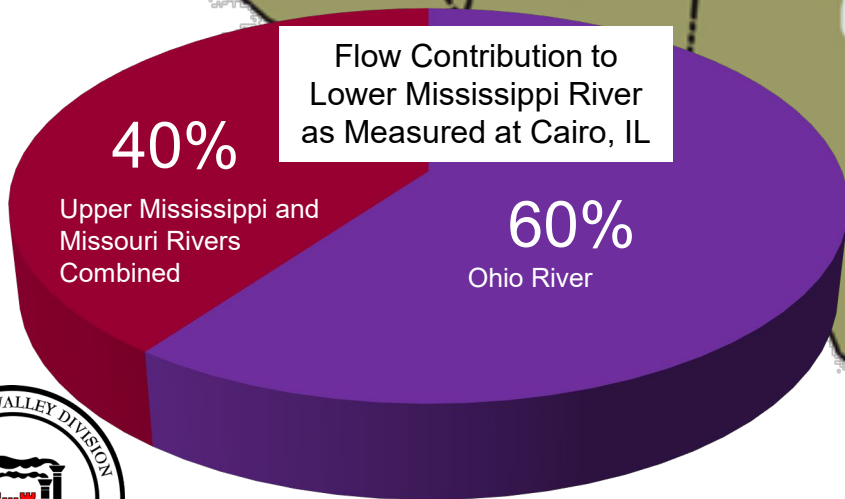 Flow Contribution to
Lower Mississippi River
as Measured at Cairo, IL
40%
Upper Mississippi and
Missouri Rivers
Combined
60%
Ohio River
VALLEY DIVISION